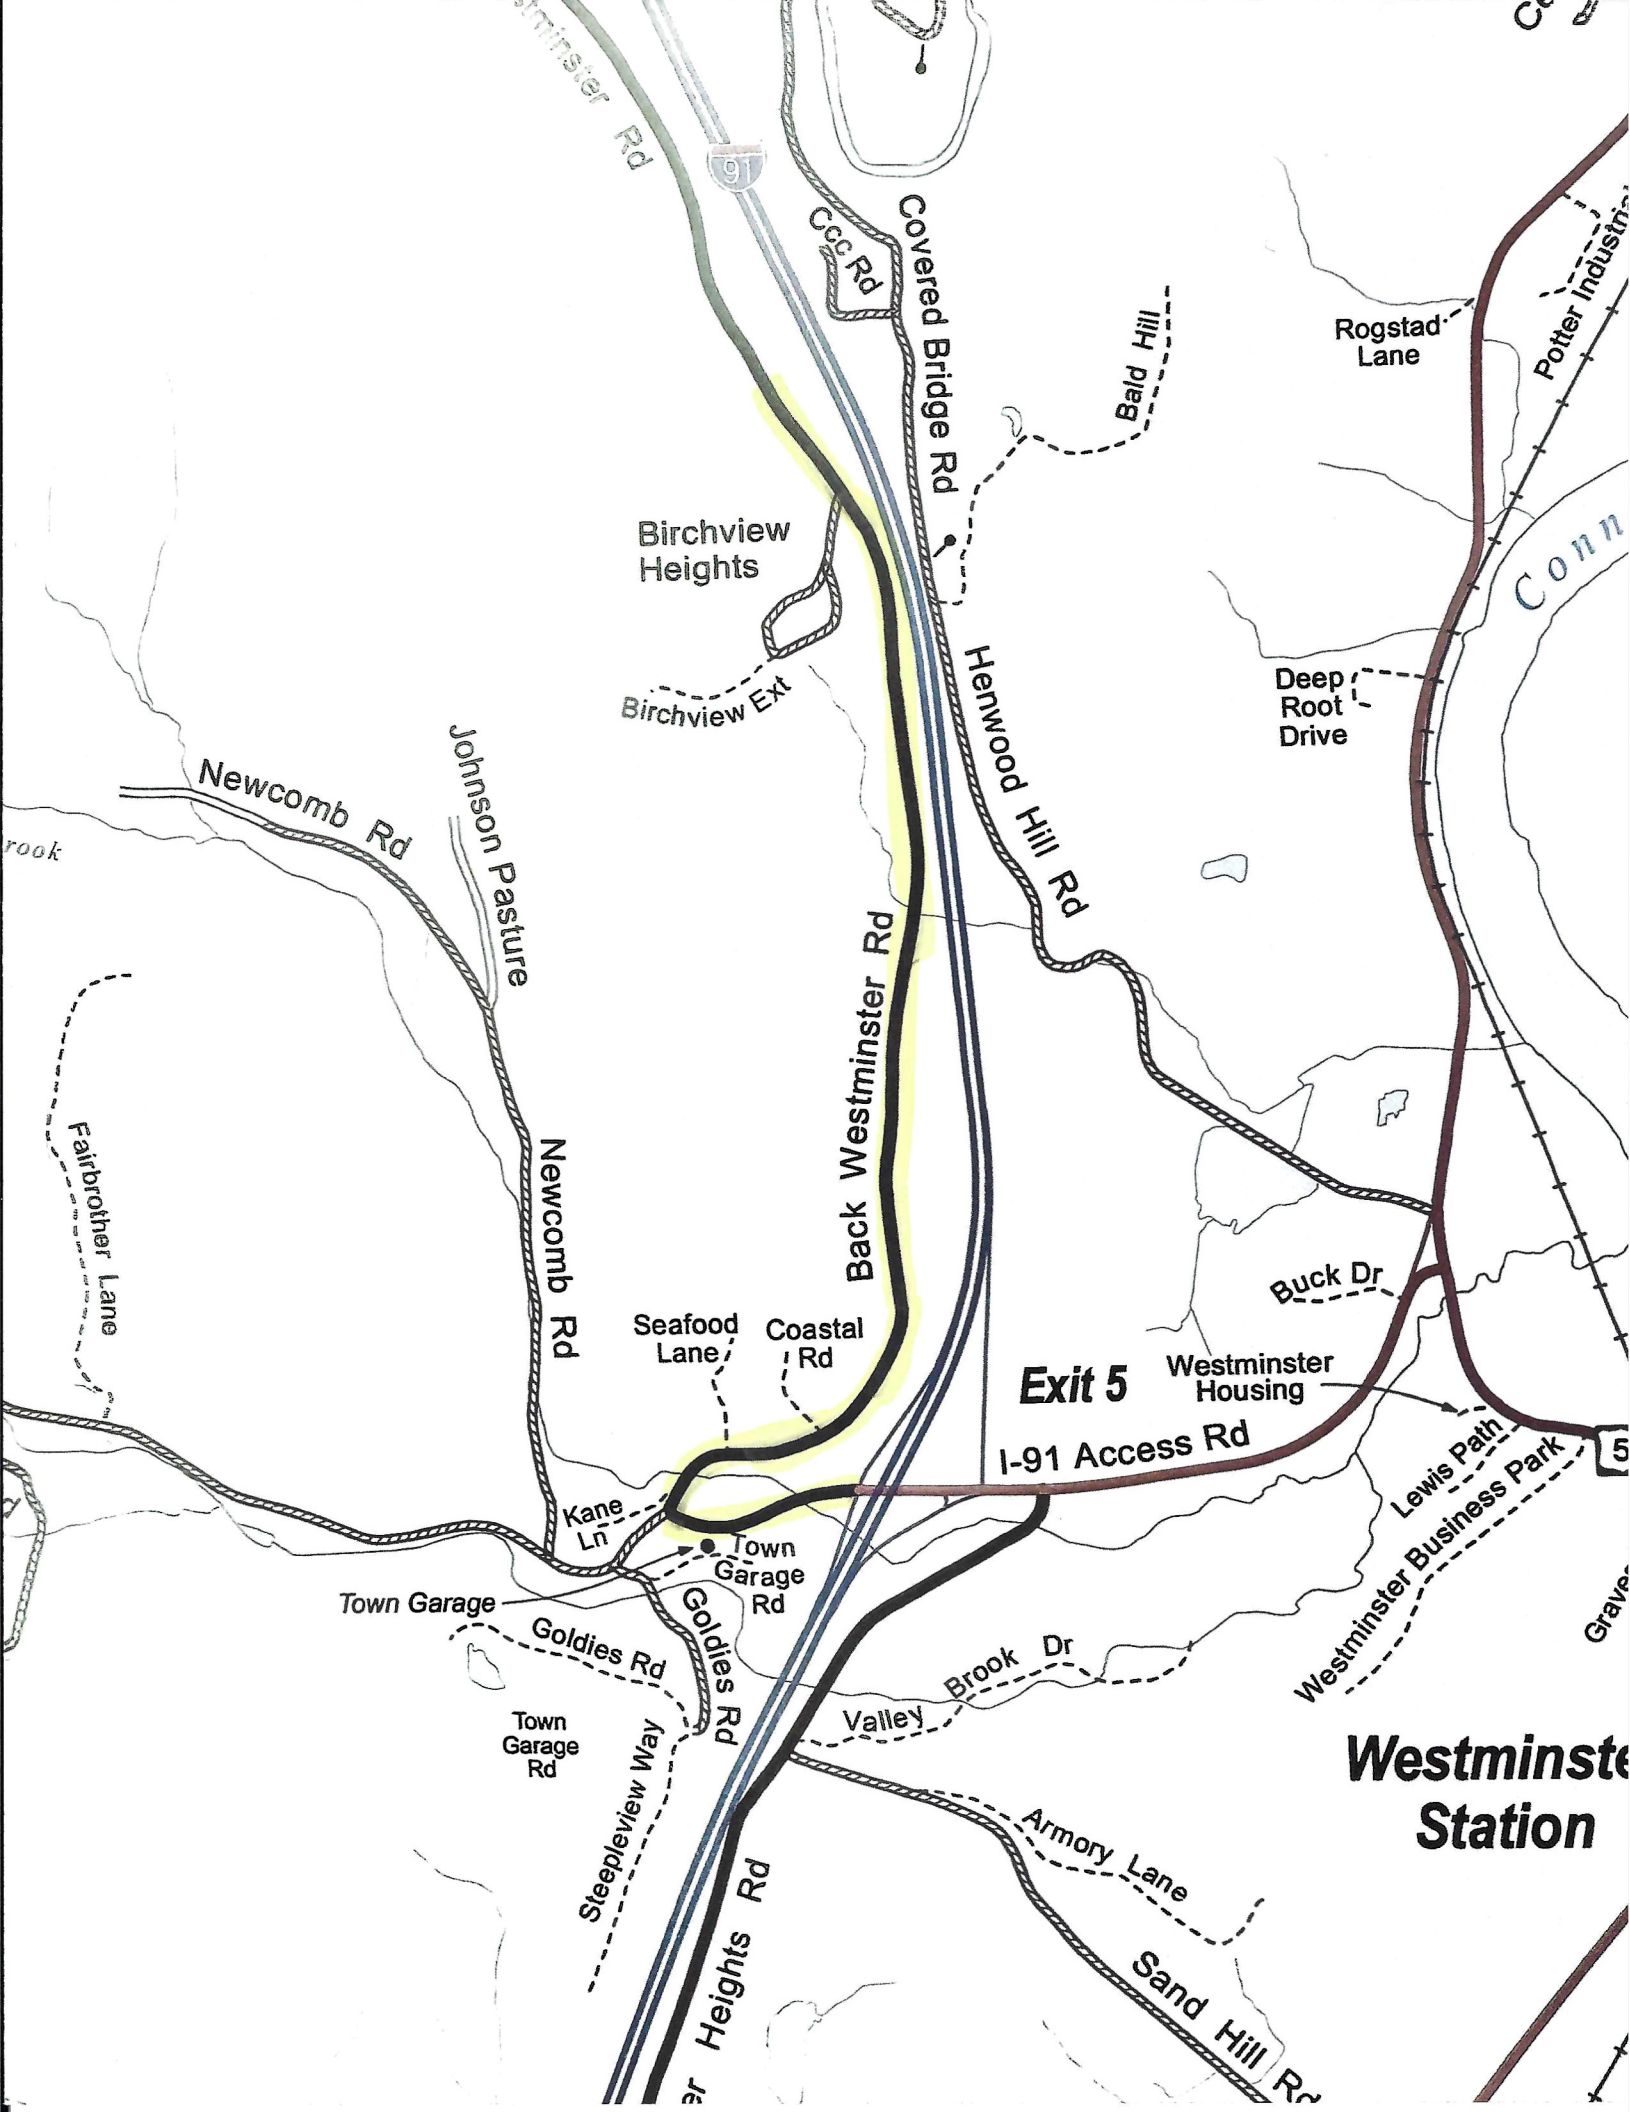 Rd
91
Ccc Rd
Covered Bridge Rd
Bald Hill
Rogstad
Lane
Potter
Conn
Birchview
Heights
Birchview Ext
Henwood Hill Rd
Deep
Root
Drive
Johnson Pasture
Newcomb Rd
rook
Back Westminster Rd
Fairbrother Lane
Newcomb Rd
Buck Dr
Seafood
Lane
Coastal
Rd
Exit 5
Westminster
Housing
I-91 Access Rd
5
Lewis Path
Westminster Business Park
Kane
Ln
Town
Garage
Rd
Town Garage
Goldies Rd
Goldies Rd
Brook Dr
Valley
Town
Garage
Rd
Steepleview Way
Westminste
Station
Armory Lane
Heights Rd
Sand Hill Rd